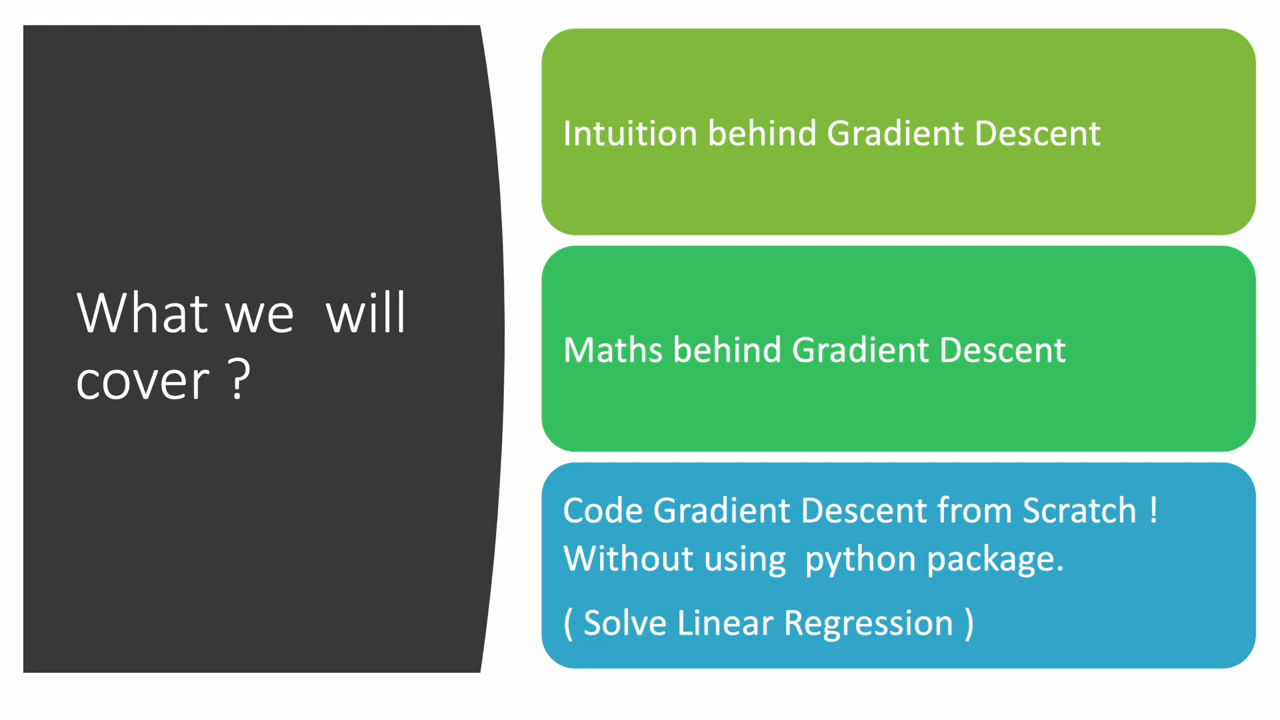 What we  will
cover ?
Intuition behind Gradient Descent
Maths behind Gradient Descent
Code Gradient Descent from Scratch !
Without using  python package.
( Solve Linear Regression )